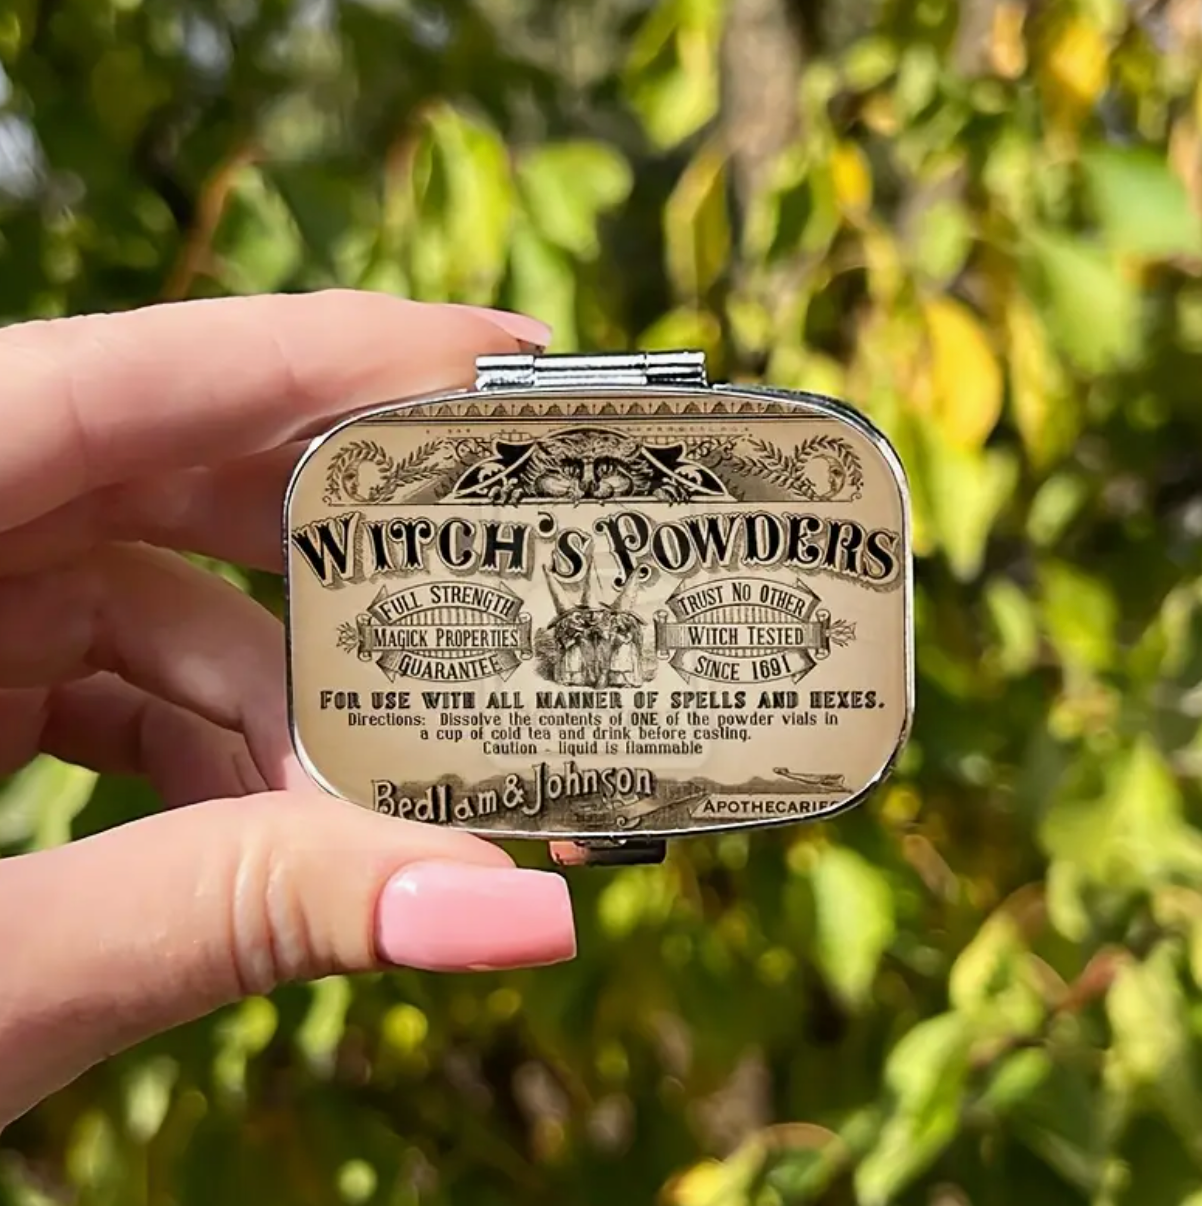 WITCH'S POWDERS
FULL STRENGTH
MAGICK PROPERTIES
GUARANTEE
TRUST NO OTHER
WITCH TESTED
SINCE 1691
FOR USE WITH ALL MANNER OF SPELLS AND HEXES.
Directions: Dissolve the contents of ONE of the powder vials in
a cup of cold tea and drink before casting.
Caution - liquid is flammable
Bedlam & Johnson
APOTHECARIES